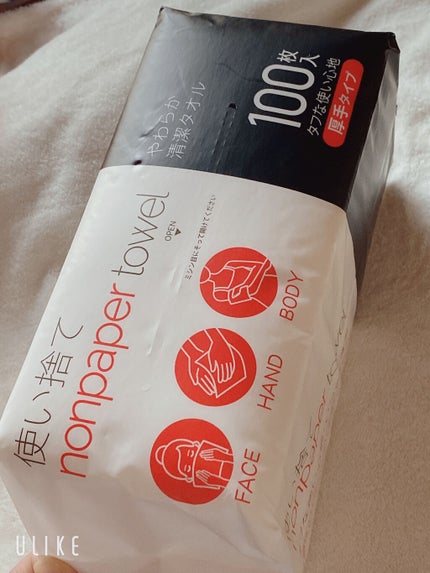 やわらか
清潔タオル
100枚入
タフな使い心地
厚手タイプ
使い捨て
nonpaper towel
OPEN
ミシン目にそって開けてください
FACE
HAND
BODY
nonpaper towel
ULIKE